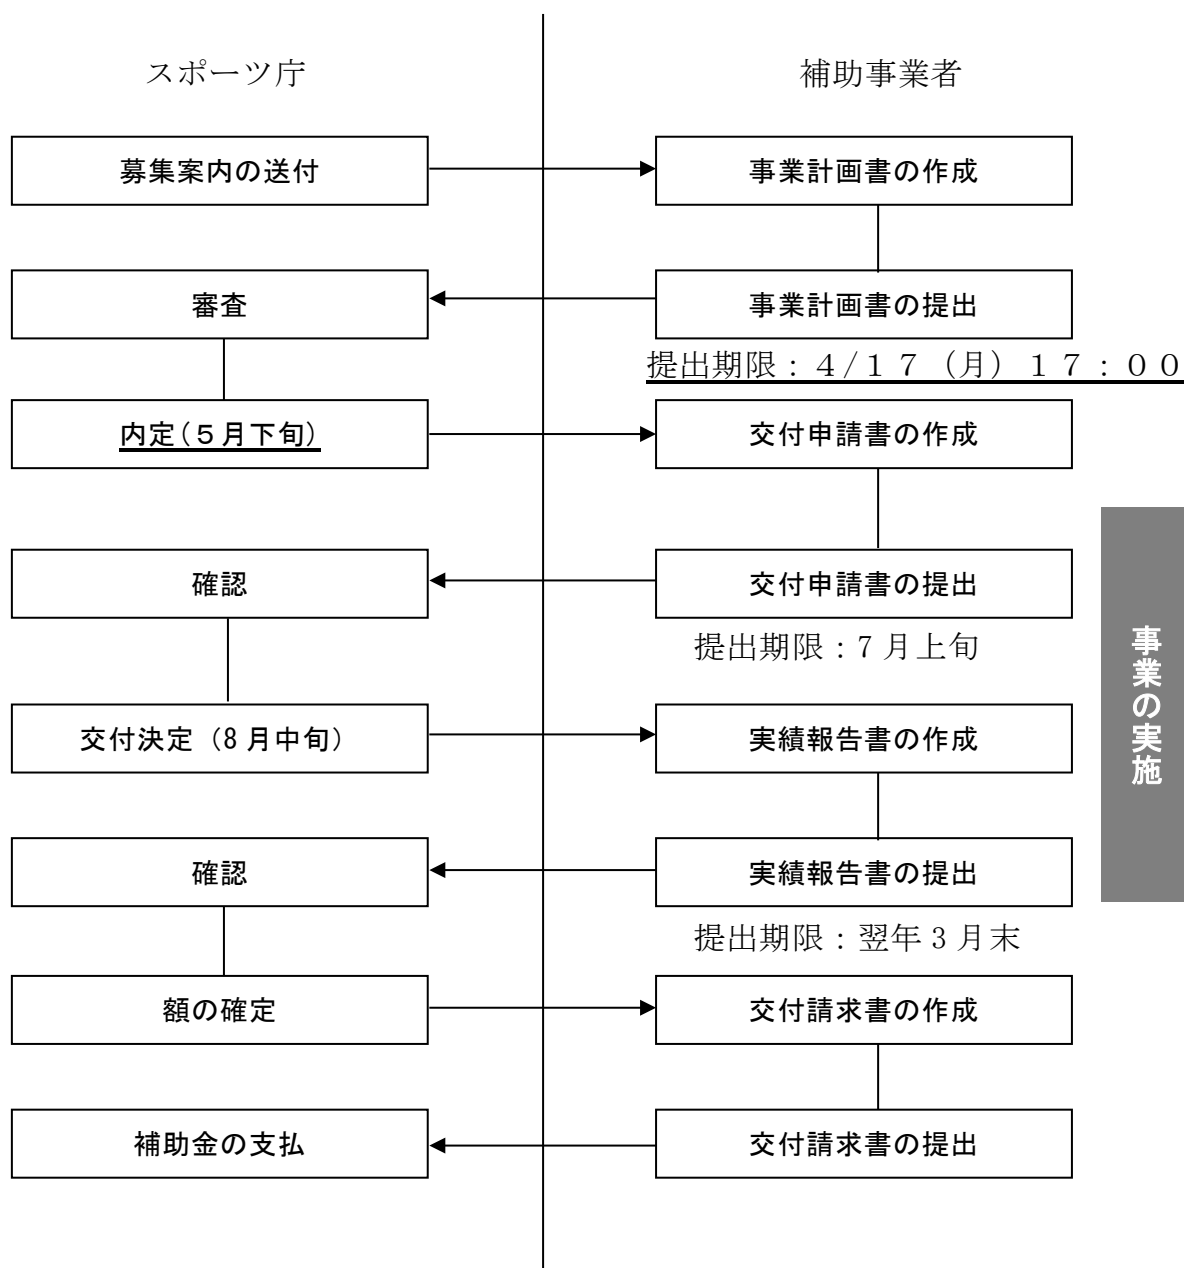 スポーツ庁
補助事業者
募集案内の送付
事業計画書の作成
審査
事業計画書の提出
提出期限：４/１７（月）１７：００
内定(５月下旬)
交付申請書の作成
確認
交付申請書の提出
提出期限：7月上旬
交付決定（8月中旬）
実績報告書の作成
確認
実績報告書の提出
提出期限：翌年3月末
額の確定
交付請求書の作成
補助金の支払
交付請求書の提出
事業の実施